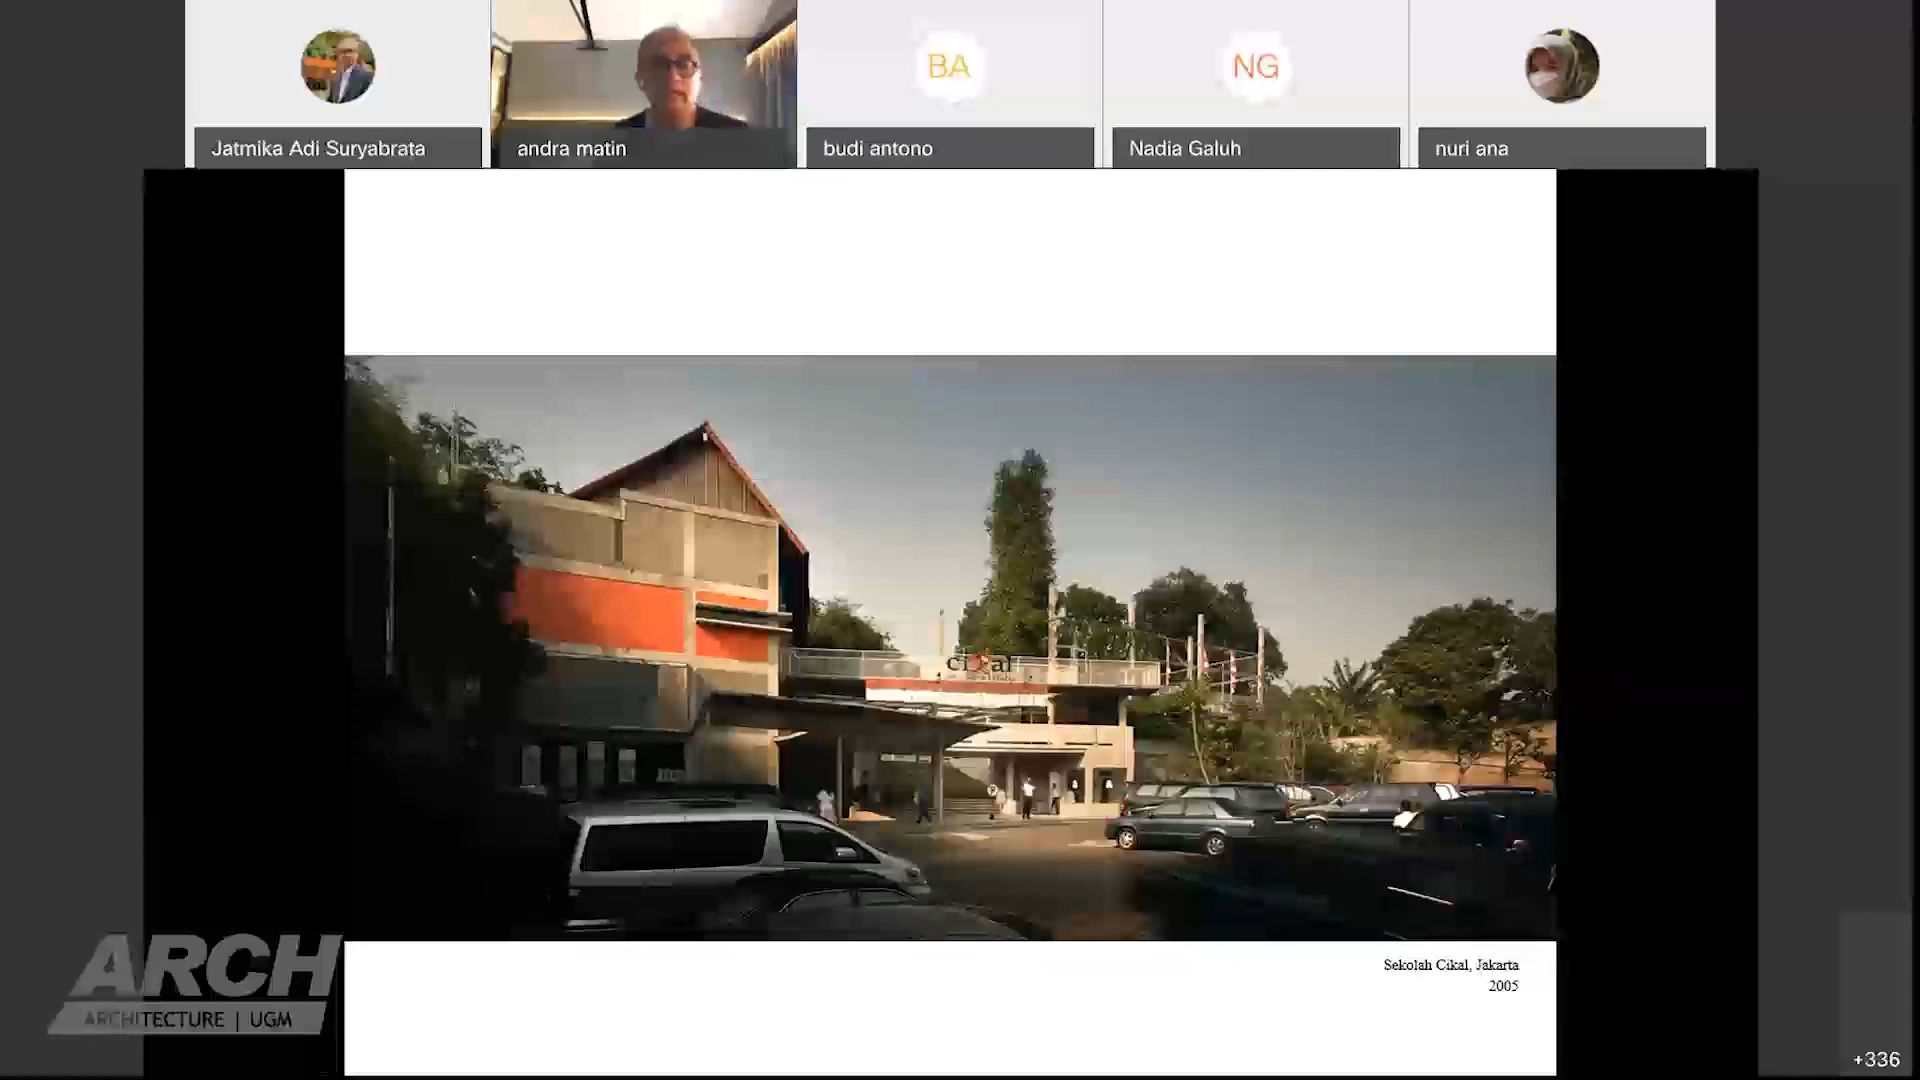 Jatmika Adi Suryabrata
andra matin
BA
budi antono
NG
Nadia Galuh
nuri ana
cikal
Sekolah Cikal, Jakarta
2005
ARCH
ARCHITECTURE | UGM
+336